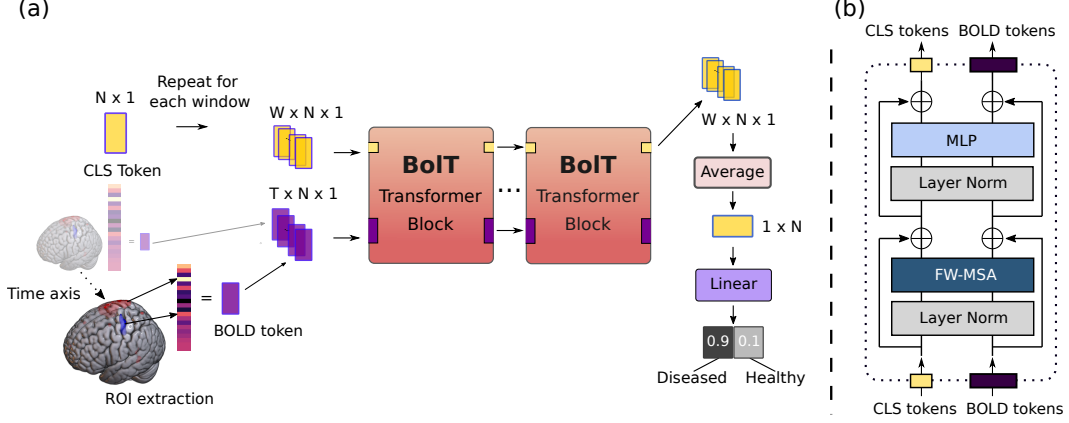 (a)
N x 1
Repeat for
each window
CLS Token
W x N x 1
T x N x 1
BolT
Transformer
Block
...
BolT
Transformer
Block
W x N x 1
Average
1 x N
Linear
0.9
0.1
Diseased
Healthy
Time axis
=
=
BOLD token
ROI extraction
(b)
CLS tokens
BOLD tokens
MLP
Layer Norm
FW-MSA
Layer Norm
CLS tokens
BOLD tokens